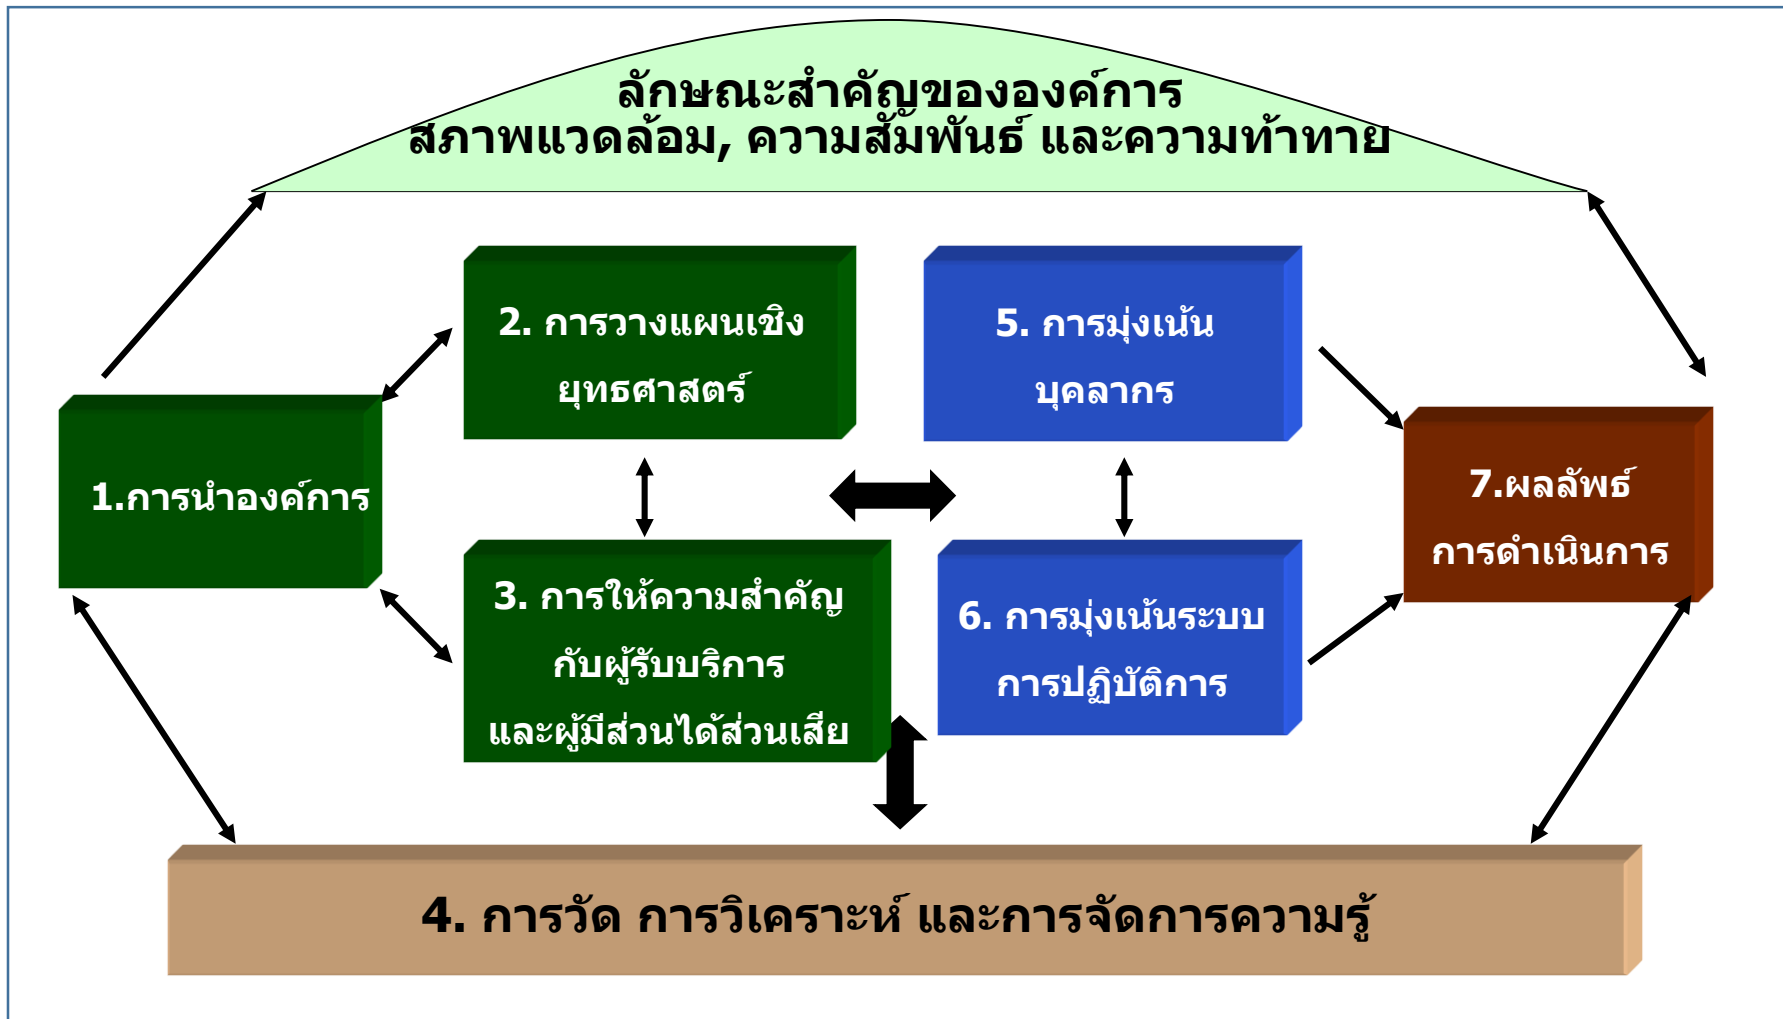 ลักษณะสำคัญขององค์การ
สภาพแวดล้อม, ความสัมพันธ์ และความท้าทาย
1.การนำองค์การ
2. การวางแผนเชิง
ยุทธศาสตร์
3. การให้ความสำคัญ
กับผู้รับบริการ
และผู้มีส่วนได้ส่วนเสีย
5. การมุ่งเน้น
บุคลากร
6. การมุ่งเน้นระบบ
การปฏิบัติการ
7.ผลลัพธ์
การดำเนินการ
4. การวัด การวิเคราะห์ และการจัดการความรู้